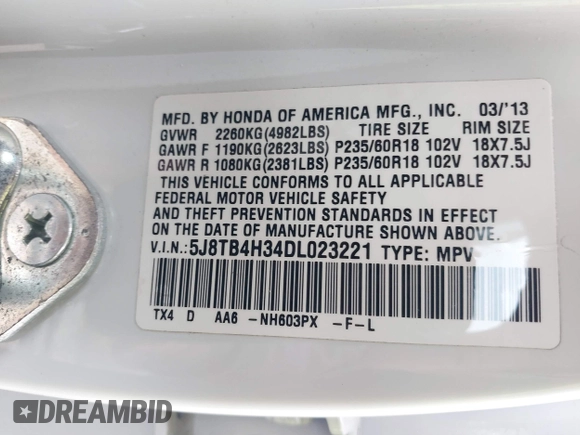 MFD. BY HONDA OF AMERICA MFG., INC. 03/'13
GVWR 2260KG(4982LBS) TIRE SIZE RIM SIZE
GAWR F 1190KG(2623LBS) P235/60R18 102V 18X7.5J
GAWR R 1080KG(2381LBS) P235/60R18 102V 18X7.5J
THIS VEHICLE CONFORMS TO ALL APPLICABLE
FEDERAL MOTOR VEHICLE SAFETY
AND THEFT PREVENTION STANDARDS IN EFFECT
ON THE DATE OF MANUFACTURE SHOWN ABOVE.
V.I.N.: 5J8TB4H34DL023221 TYPE: MPV
TX4 D AA6 -NH603PX -F-L
DREAMBID